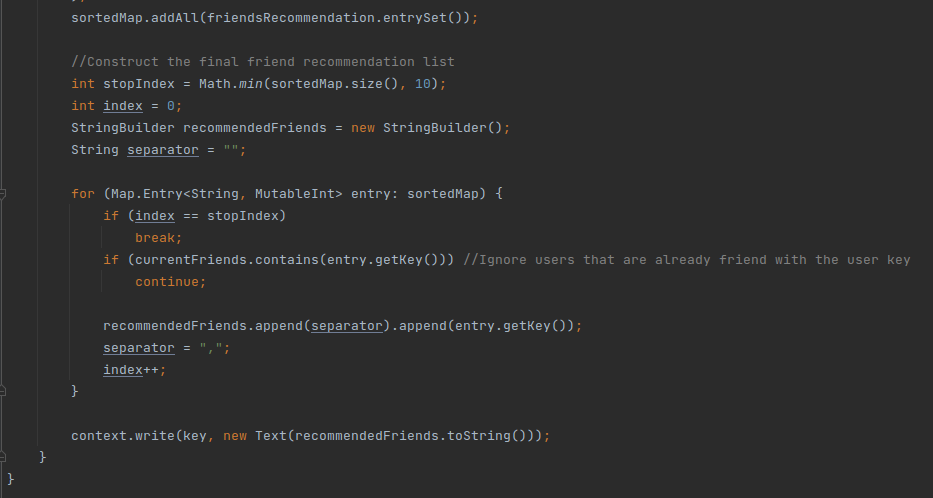 sortedMap.addAll(friendsRecommendation.entrySet());
//Construct the final friend recommendation list
int stopIndex = Math.min(sortedMap.size(), 10);
int index = 0;
StringBuilder recommendedFriends = new StringBuilder();
String separator = "";
for (Map.Entry<String, MutableInt> entry: sortedMap) {
if (index == stopIndex)
break;
if (currentFriends.contains(entry.getKey())) //Ignore users that are already friend with the user key
continue;
recommendedFriends.append(separator).append(entry.getKey());
separator = ",";
index++;
}
context.write(key, new Text(recommendedFriends.toString()));
}
}